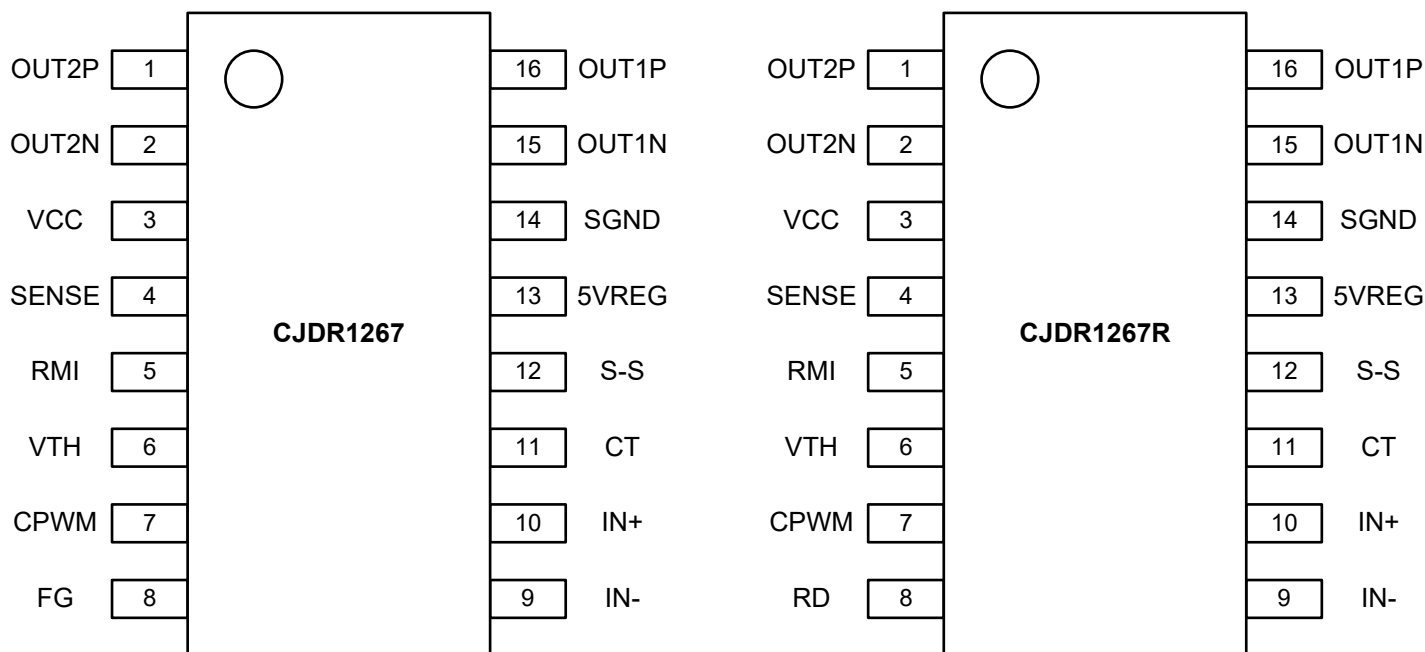 OUT2P 1 16 OUT1P
OUT2N 2 15 OUT1N
VCC 3 14 SGND
SENSE 4 13 5VREG
CJDR1267
RMI 5 12 S-S
VTH 6 11 CT
CPWM 7 10 IN+
FG 8 9 IN-
OUT2P 1 16 OUT1P
OUT2N 2 15 OUT1N
VCC 3 14 SGND
SENSE 4 13 5VREG
CJDR1267R
RMI 5 12 S-S
VTH 6 11 CT
CPWM 7 10 IN+
RD 8 9 IN-